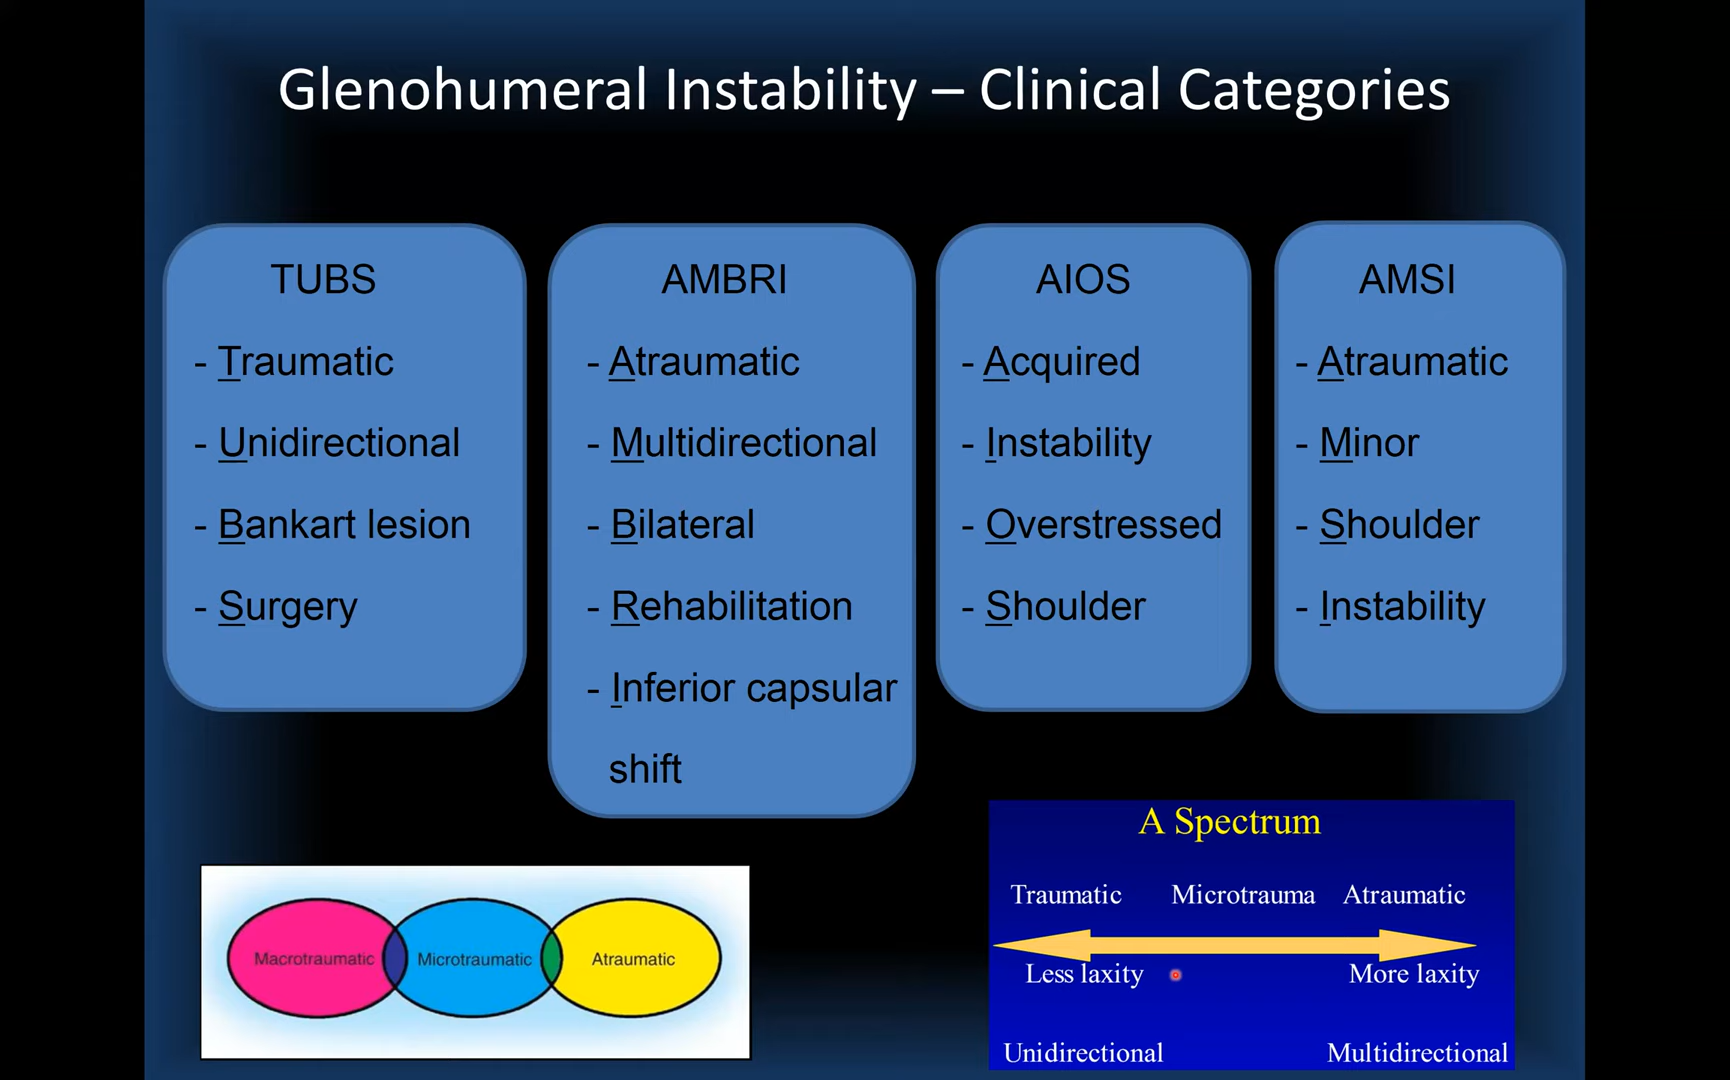 Glenohumeral Instability – Clinical Categories
TUBS
- Traumatic
- Unidirectional
- Bankart lesion
- Surgery
AMBRI
- Atraumatic
- Multidirectional
- Bilateral
- Rehabilitation
- Inferior capsular
shift
AIOS
- Acquired
- Instability
- Overstressed
- Shoulder
AMSI
- Atraumatic
- Minor
- Shoulder
- Instability
Macrotraumatic Microtraumatic Atraumatic
A Spectrum
Traumatic Microtrauma Atraumatic
Less laxity More laxity
Unidirectional Multidirectional